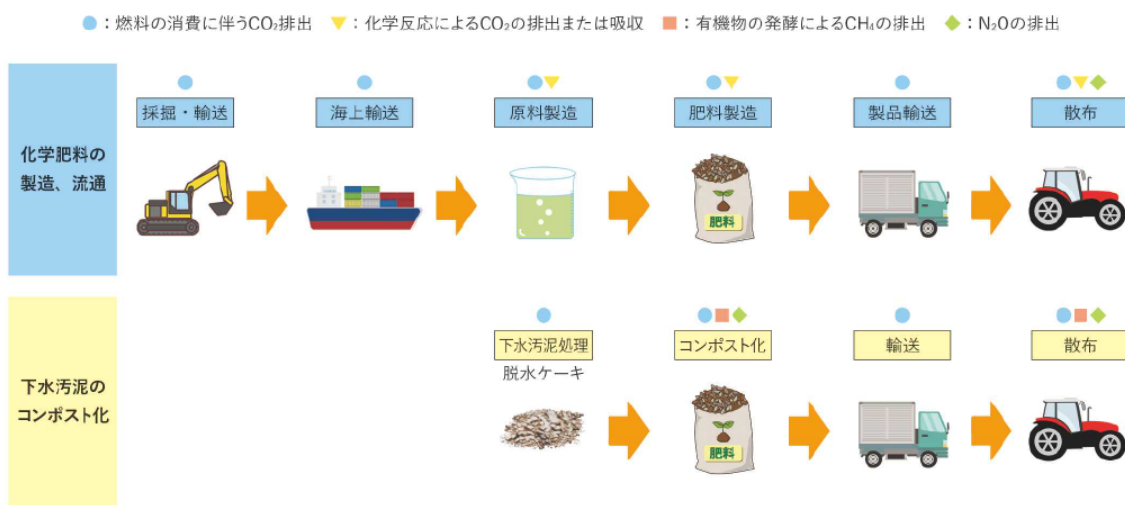 ●：燃料の消費に伴うCO₂排出 ▼：化学反応によるCO₂の排出または吸収 ■：有機物の発酵によるCH₄の排出 ◆：N₂Oの排出
化学肥料の
製造、流通
採掘・輸送
海上輸送
原料製造
肥料製造
製品輸送
散布
肥料
下水汚泥の
コンポスト化
下水汚泥処理
脱水ケーキ
コンポスト化
輸送
散布
肥料